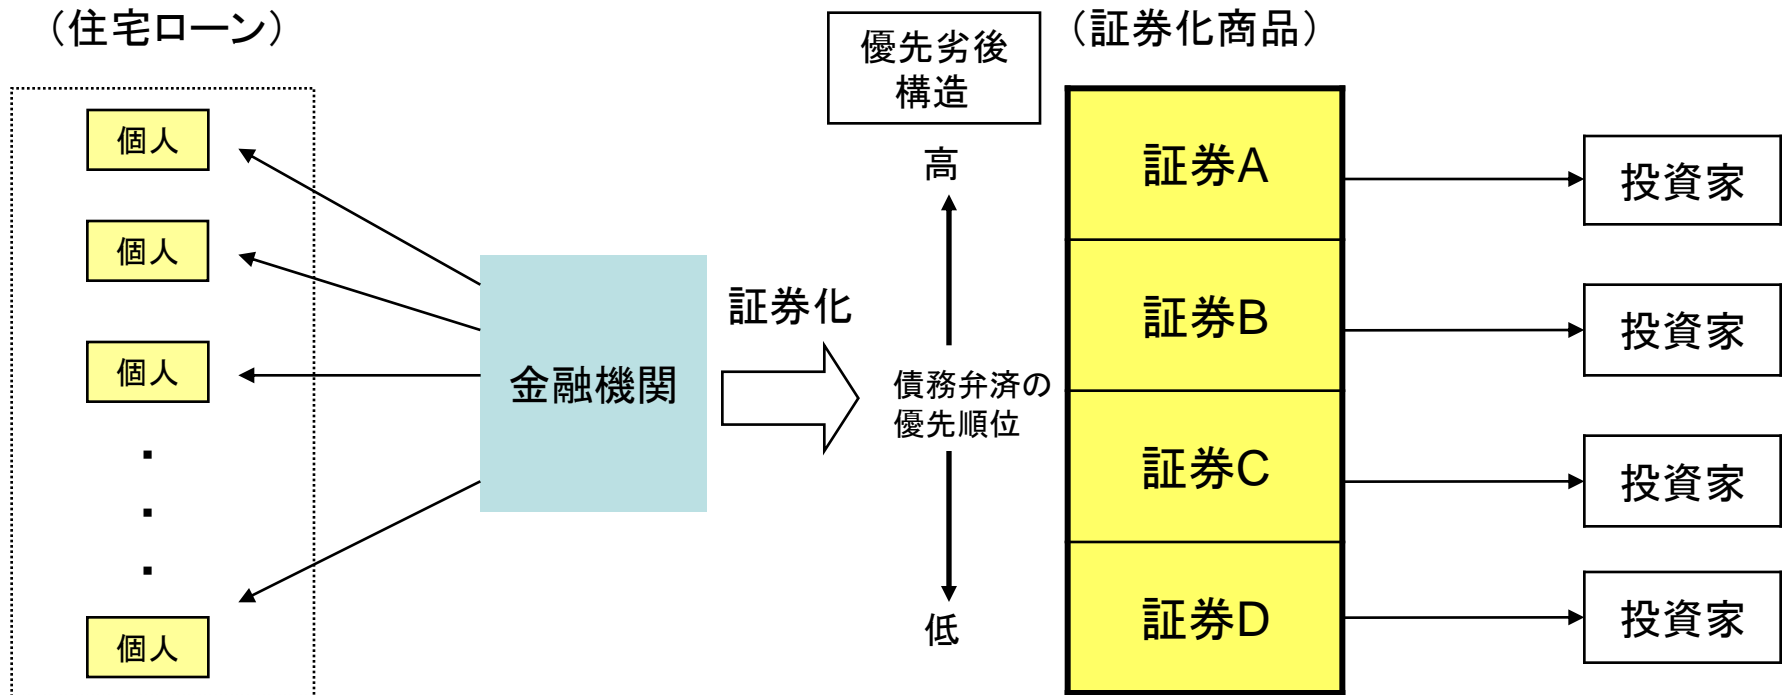 （住宅ローン）
個人
個人
個人
・
・
・
個人
金融機関
証券化
優先劣後
構造
高
債務弁済の
優先順位
低
（証券化商品）
証券A
証券B
証券C
証券D
投資家
投資家
投資家
投資家